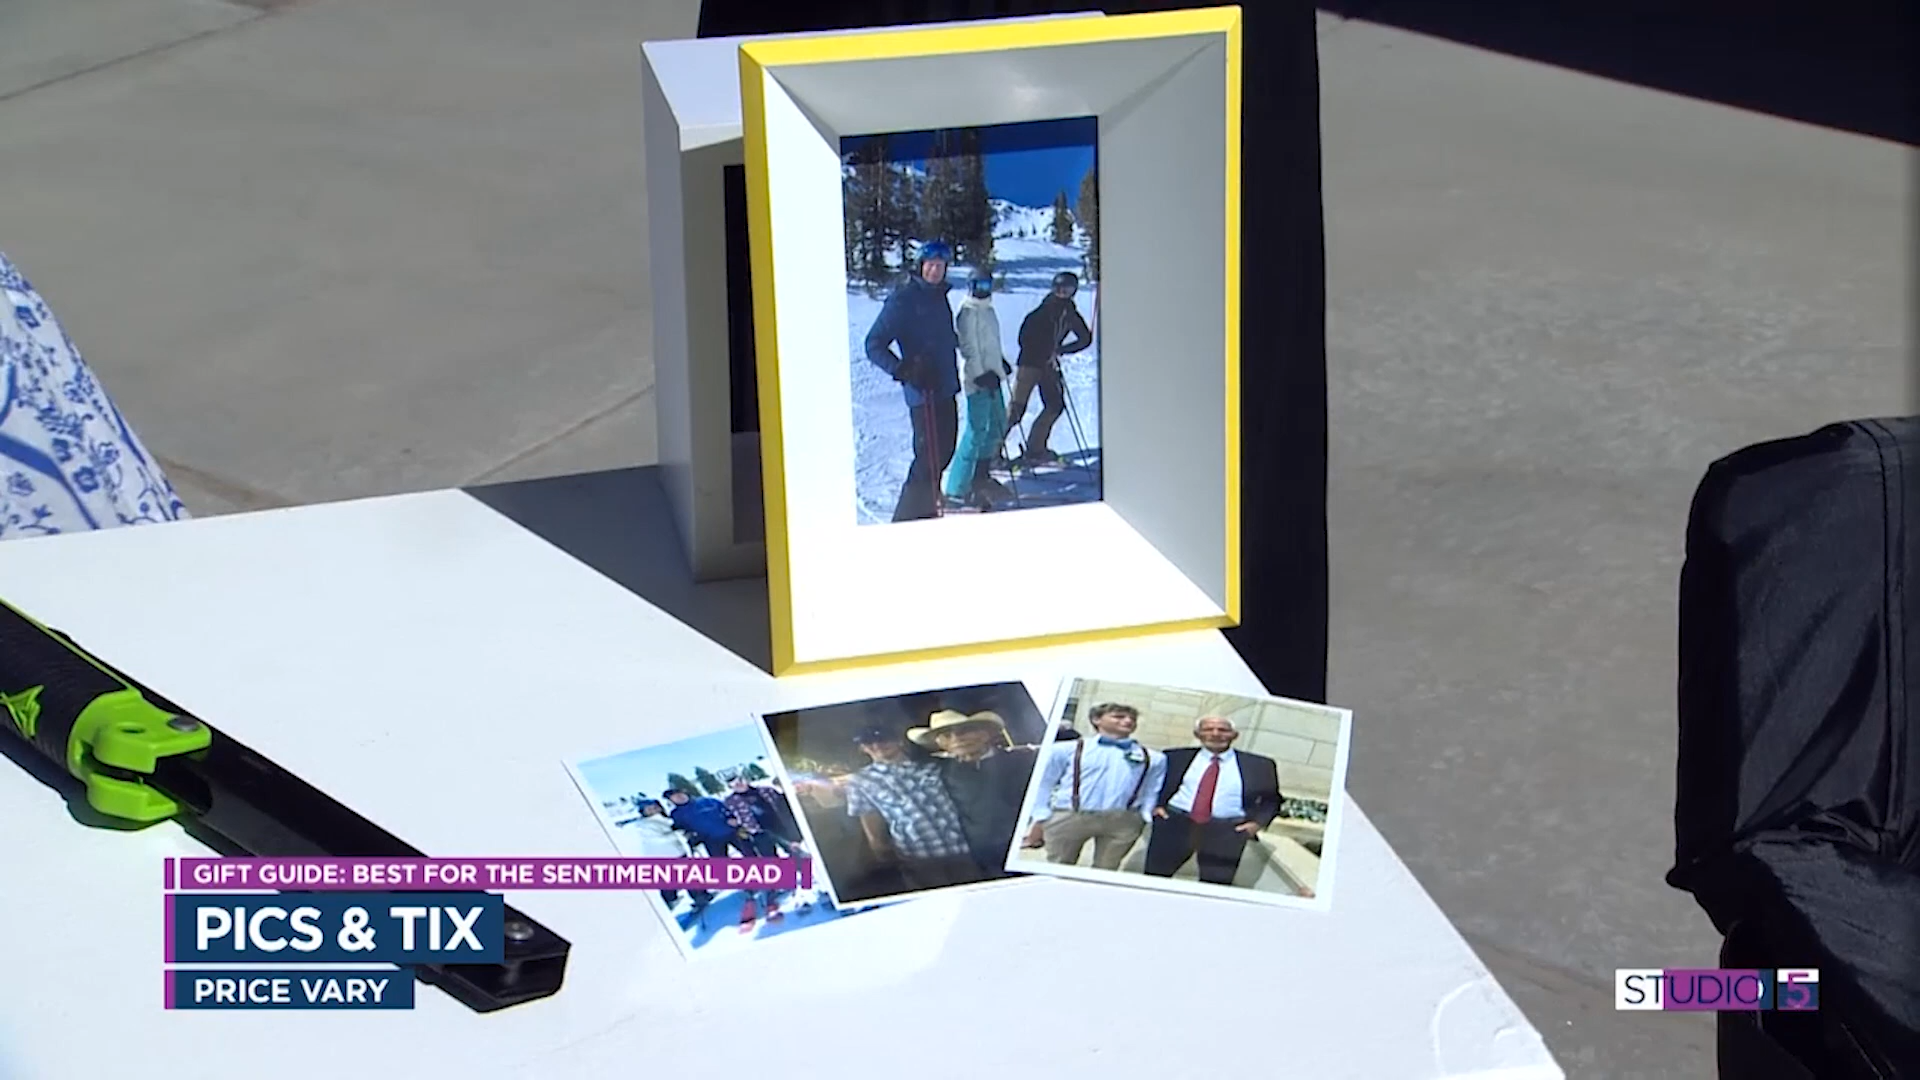 GIFT GUIDE: BEST FOR THE SENTIMENTAL DAD
PICS & TIX
PRICE VARY
STUDIO 5